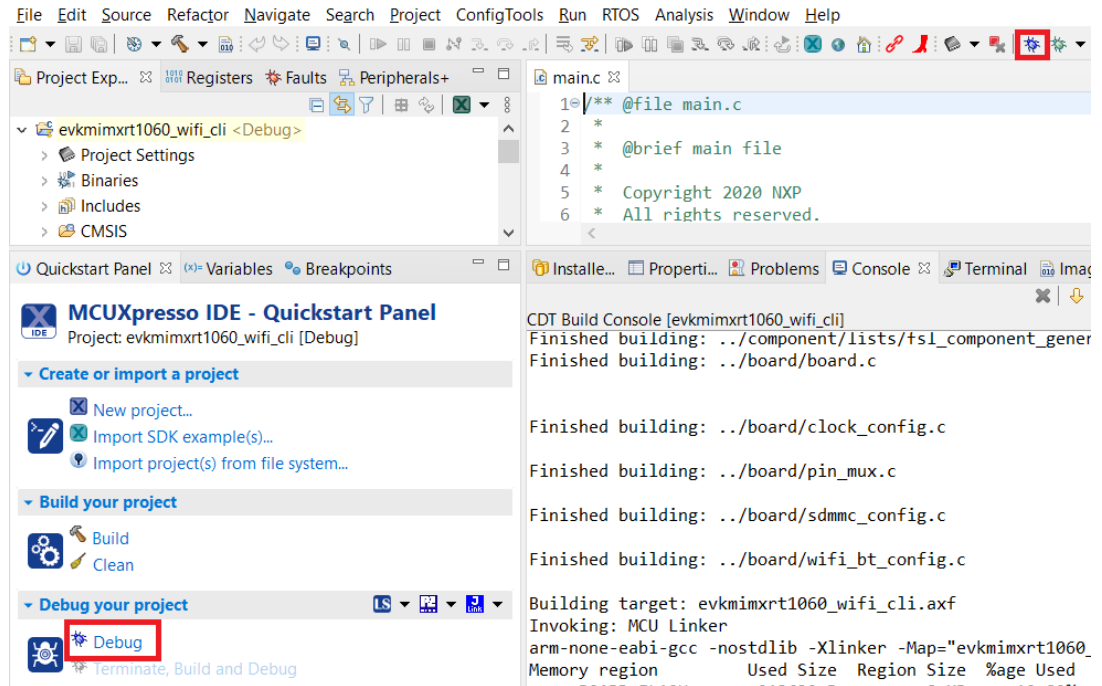 File Edit Source Refactor Navigate Search Project ConfigTools Run RTOS Analysis Window Help
Project Exp... Registers Faults Peripherals+
evkmimxrt1060_wifi_cli <Debug>
Project Settings
Binaries
Includes
CMSIS
main.c
1 /** @file main.c
2 *
3 * @brief main file
4 *
5 * Copyright 2020 NXP
6 * All rights reserved.
Quickstart Panel (x)= Variables Breakpoints
IDE
MCUXpresso IDE - Quickstart Panel
Project: evkmimxrt1060_wifi_cli [Debug]
Create or import a project
New project...
Import SDK example(s)...
Import project(s) from file system...
Build your project
Build
Clean
Debug your project
LS
Link
Debug
Terminate, Build and Debug
Installe... Properti... Problems Console Terminal Imag
CDT Build Console [evkmimxrt1060_wifi_cli]
Finished building: ../component/lists/fsl_component_gener
Finished building: ../board/board.c
Finished building: ../board/clock_config.c
Finished building: ../board/pin_mux.c
Finished building: ../board/sdmmc_config.c
Finished building: ../board/wifi_bt_config.c
Building target: evkmimxrt1060_wifi_cli.axf
Invoking: MCU Linker
arm-none-eabi-gcc -nostdlib -Xlinker -Map="evkmimxrt1060_
Memory region Used Size Region Size %age Used